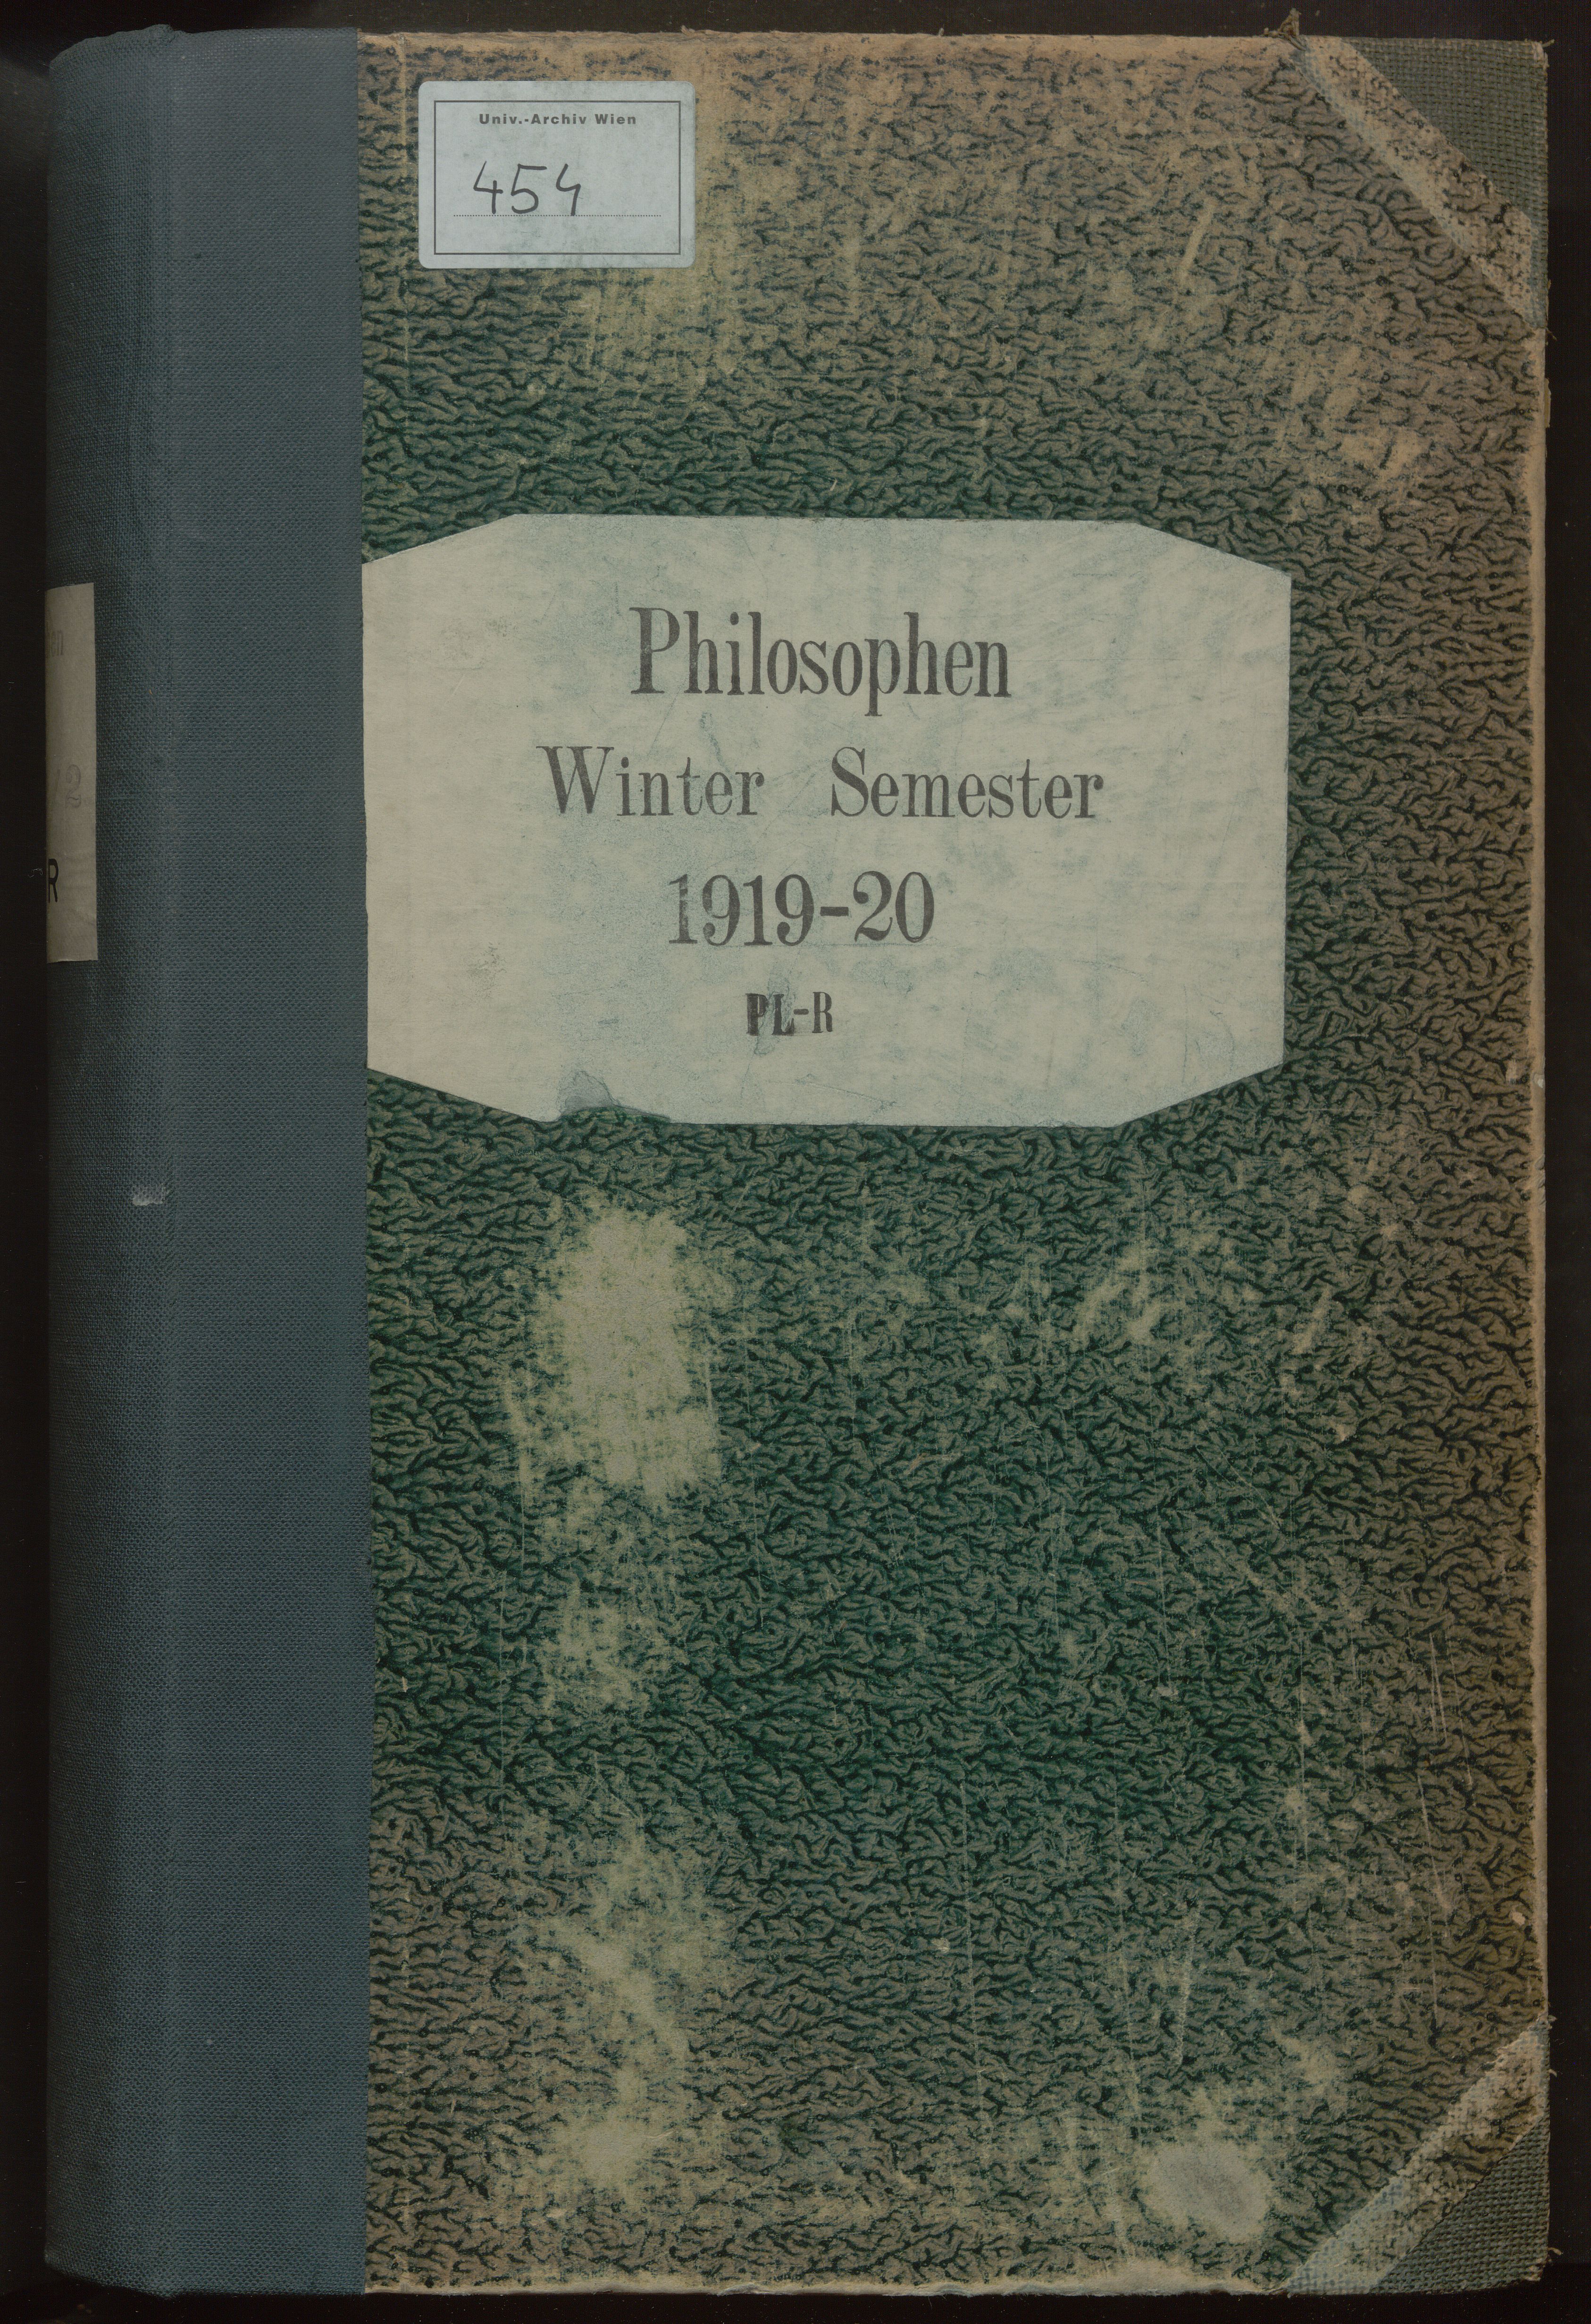 Univ.-Archiv Wien
454
Philosophen
Winter Semester
1919-20
PL-R
R